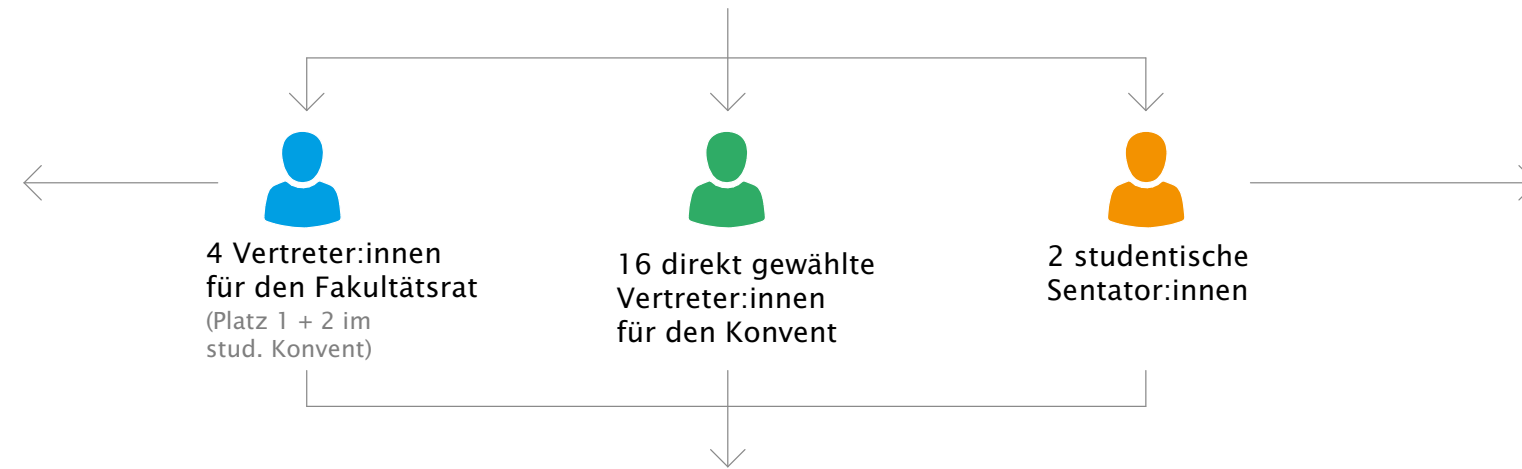 4 Vertreter:innen
für den Fakultätsrat
(Platz 1 + 2 im
stud. Konvent)
16 direkt gewählte
Vertreter:innen
für den Konvent
2 studentische
Sentator:innen